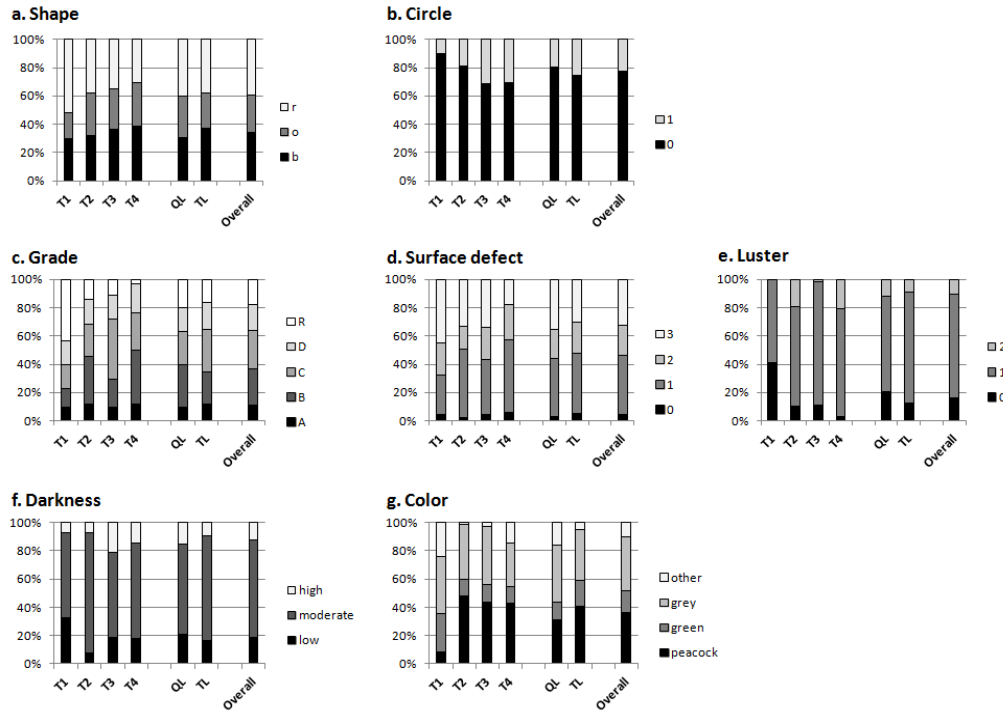 a. Shape
100%
80%
60%
40%
20%
0%
T1 T2 T3 T4 QL TL Overall
r
o
b
b. Circle
100%
80%
60%
40%
20%
0%
T1 T2 T3 T4 QL TL Overall
1
0
c. Grade
100%
80%
60%
40%
20%
0%
T1 T2 T3 T4 QL TL Overall
R
D
C
B
A
d. Surface defect
100%
80%
60%
40%
20%
0%
T1 T2 T3 T4 QL TL Overall
3
2
1
0
e. Luster
100%
80%
60%
40%
20%
0%
T1 T2 T3 T4 QL TL Overall
2
1
0
f. Darkness
100%
80%
60%
40%
20%
0%
T1 T2 T3 T4 QL TL Overall
high
moderate
low
g. Color
100%
80%
60%
40%
20%
0%
T1 T2 T3 T4 QL TL Overall
other
grey
green
peacock